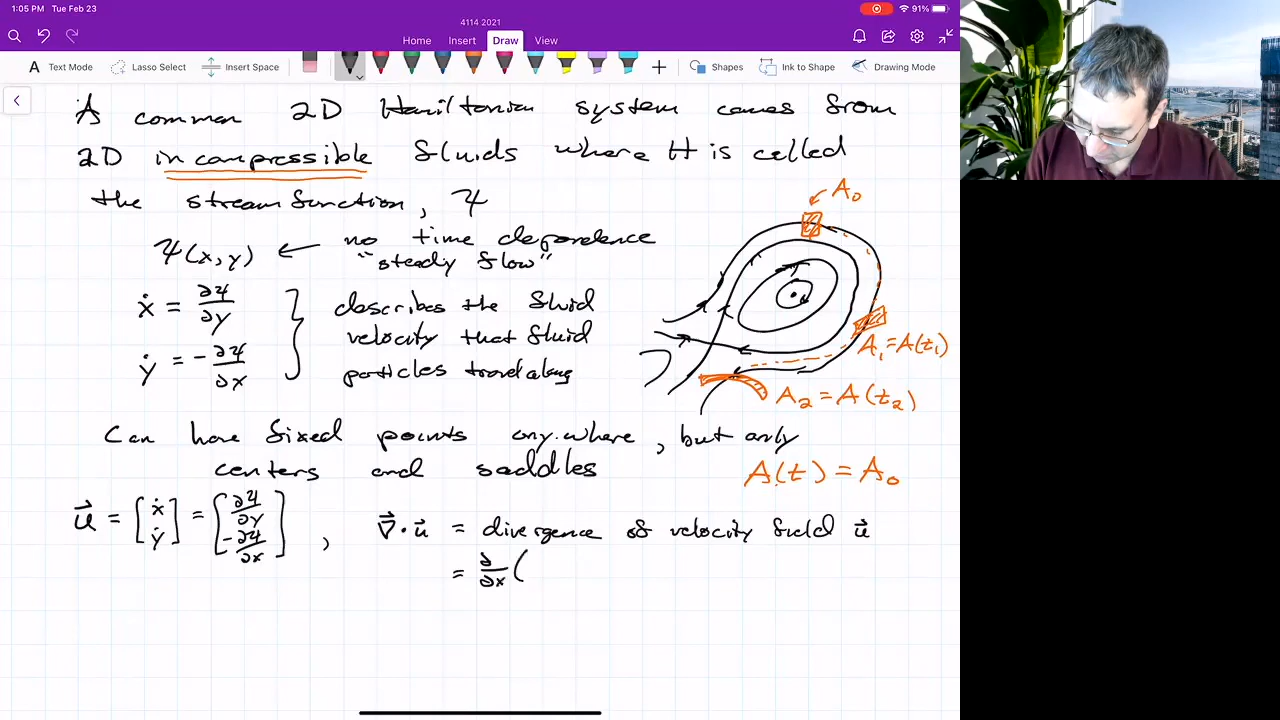 1:05 PM Tue Feb 23
91%
4114 2021
Home Insert Draw View
Text Mode Lasso Select Insert Space Shapes Ink to Shape Drawing Mode
A common 2D Hamiltonian system comes from
2D incompressible fluids where H is called
the streamfunction, ψ
A₀
ψ(x,y) ← no time dependence
"steady flow"
ẋ = ∂ψ/∂y
ẏ = -∂ψ/∂x
describes the fluid
velocity that fluid
particles travel along
A₁ = A(t₁)
A₂ = A(t₂)
Can have fixed points anywhere, but only
centers and saddles
A(t) = A₀
u⃗ = [ẋ ẏ] = [∂ψ/∂y -∂ψ/∂x] , ∇⃗·u⃗ = divergence of velocity field u⃗
= ∂/∂x (